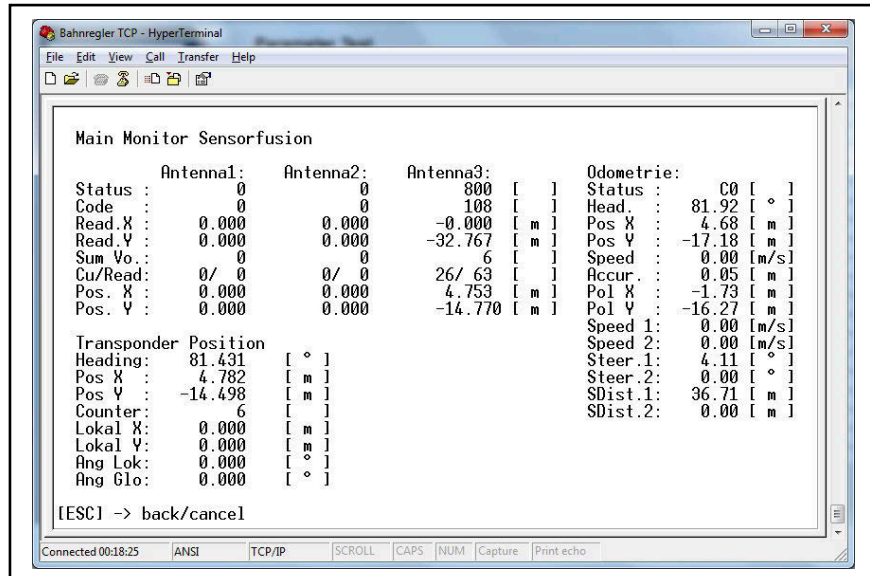 Bahnregler TCP - HyperTerminal
File Edit View Call Transfer Help
Main Monitor Sensorfusion
Antenna1: Antenna2: Antenna3: Odometrie:
Status : 0 0 800 [ ] Status : C0 [ ]
Code : 0 0 108 [ ] Head. : 81.92 [ ° ]
Read.X : 0.000 0.000 -0.000 [ m ] Pos X : 4.68 [ m ]
Read.Y : 0.000 0.000 -32.767 [ m ] Pos Y : -17.18 [ m ]
Sum Vo.: 0 0 6 [ ] Speed : 0.00 [m/s]
Cu/Read: 0/ 0 0/ 0 26/ 63 [ ] Accur. : 0.05 [ m ]
Pos. X : 0.000 0.000 4.753 [ m ] Pol X : -1.73 [ m ]
Pos. Y : 0.000 0.000 -14.770 [ m ] Pol Y : -16.27 [ m ]
Speed 1: 0.00 [m/s]
Transponder Position Speed 2: 0.00 [m/s]
Heading: 81.431 [ ° ] Steer.1: 4.11 [ ° ]
Pos X : 4.782 [ m ] Steer.2: 0.00 [ ° ]
Pos Y : -14.498 [ m ] SDist.1: 36.71 [ m ]
Counter: 6 [ ] SDist.2: 0.00 [ m ]
Lokal X: 0.000 [ m ]
Lokal Y: 0.000 [ m ]
Ang Lok: 0.000 [ ° ]
Ang Glo: 0.000 [ ° ]
[ESC] -> back/cancel
Connected 00:18:25 ANSI TCP/IP SCROLL CAPS NUM Capture Print echo